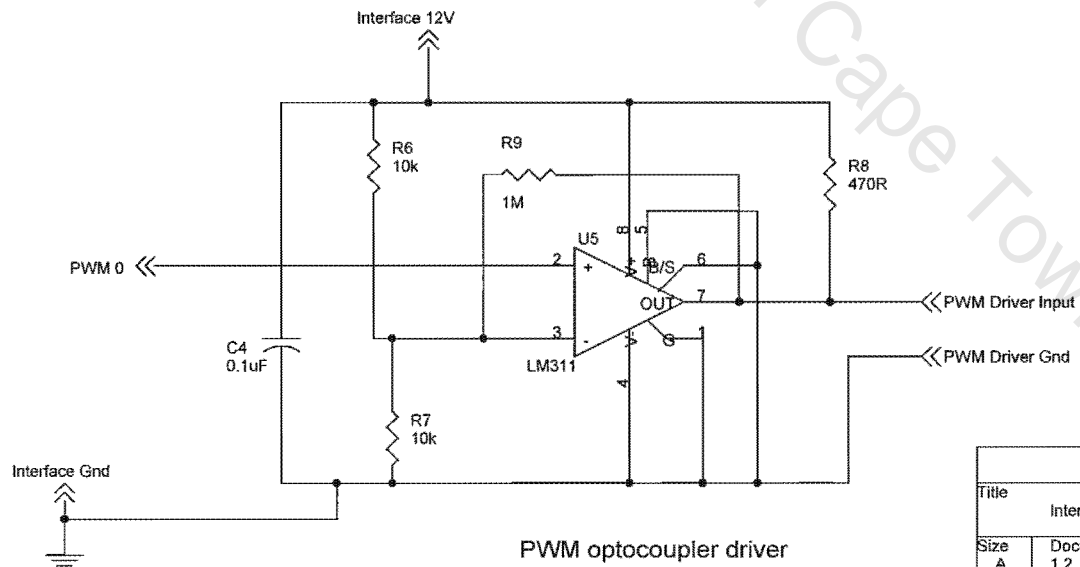 Interface 12V
Cape Town
R6
10k
R9
1M
R8
470R
U5
8
5
V+
B
B/S
6
PWM 0
2
+
OUT
7
PWM Driver Input
3
-
G
1
V-
LM311
4
PWM Driver Gnd
C4
0.1uF
R7
10k
Interface Gnd
PWM optocoupler driver
Title
Size
A
1.2